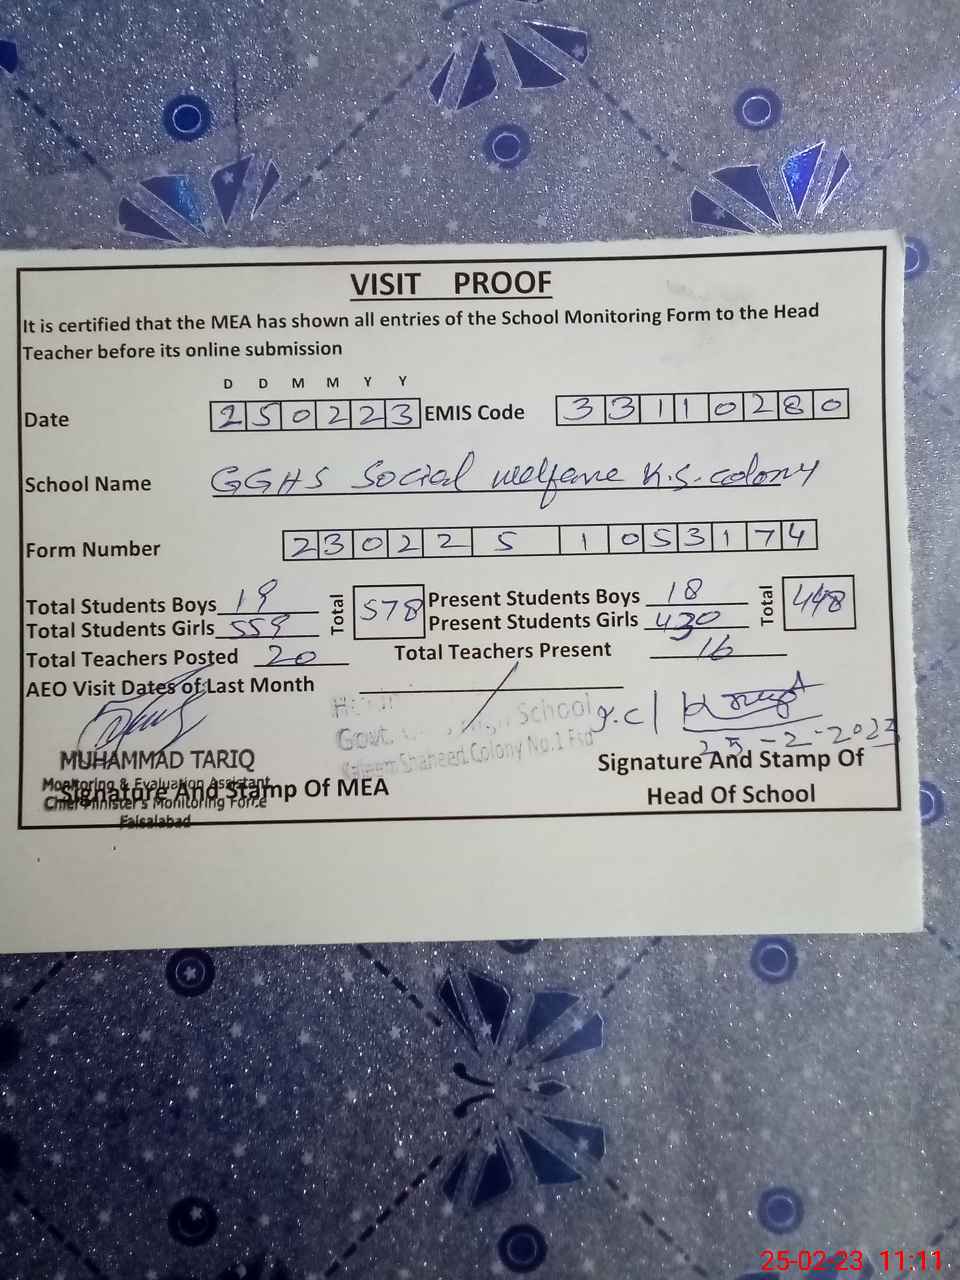 VISIT PROOF
It is certified that the MEA has shown all entries of the School Monitoring Form to the Head
Teacher before its online submission
D D M M Y Y
Date 250223 EMIS Code 33110280
School Name GGHS Social welfare K.S. colony
Form Number 2302251053174
Total Students Boys 19 Total 578 Present Students Boys 18 Total 448
Total Students Girls 559 Present Students Girls 430
Total Teachers Posted 20 Total Teachers Present 16
AEO Visit Dates of Last Month
School
Govt.
Kaleem Shaheed Colony No.1 Fsd
25-2-2023
MUHAMMAD TARIQ
Monitoring & Evaluation Assistant
Chief Minister's Monitoring Force
Faisalabad
Signature And Stamp Of MEA
Signature And Stamp Of
Head Of School
25-02-23 11:11